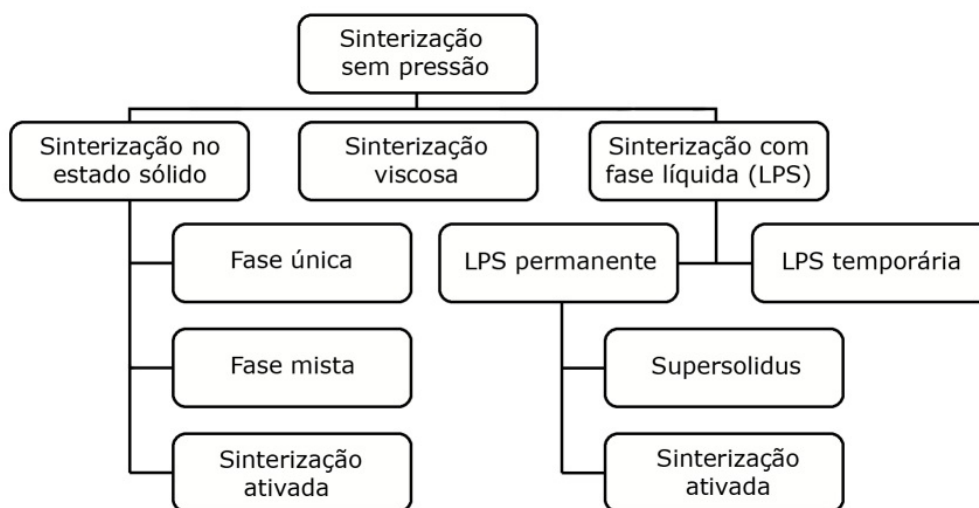 Sinterização
sem pressão
Sinterização no
estado sólido
Sinterização
viscosa
Sinterização com
fase líquida (LPS)
Fase única
LPS permanente
LPS temporária
Fase mista
Supersolidus
Sinterização
ativada
Sinterização
ativada